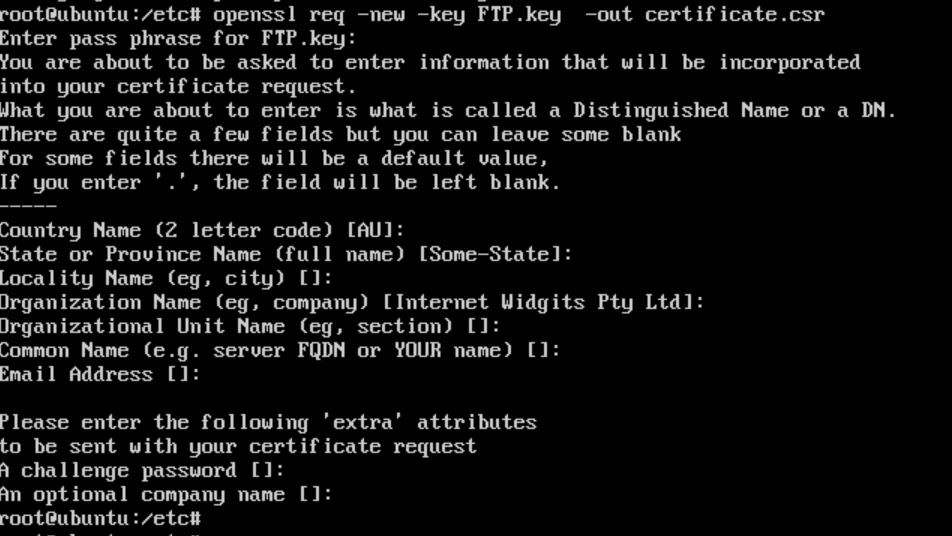 root@ubuntu:/etc# openssl req -new -key FTP.key  -out certificate.csr
Enter pass phrase for FTP.key:
You are about to be asked to enter information that will be incorporated
into your certificate request.
What you are about to enter is what is called a Distinguished Name or a DN.
There are quite a few fields but you can leave some blank
For some fields there will be a default value,
If you enter '.', the field will be left blank.
-----
Country Name (2 letter code) [AU]:
State or Province Name (full name) [Some-State]:
Locality Name (eg, city) []:
Organization Name (eg, company) [Internet Widgits Pty Ltd]:
Organizational Unit Name (eg, section) []:
Common Name (e.g. server FQDN or YOUR name) []:
Email Address []:

Please enter the following 'extra' attributes
to be sent with your certificate request
A challenge password []:
An optional company name []:
root@ubuntu:/etc#